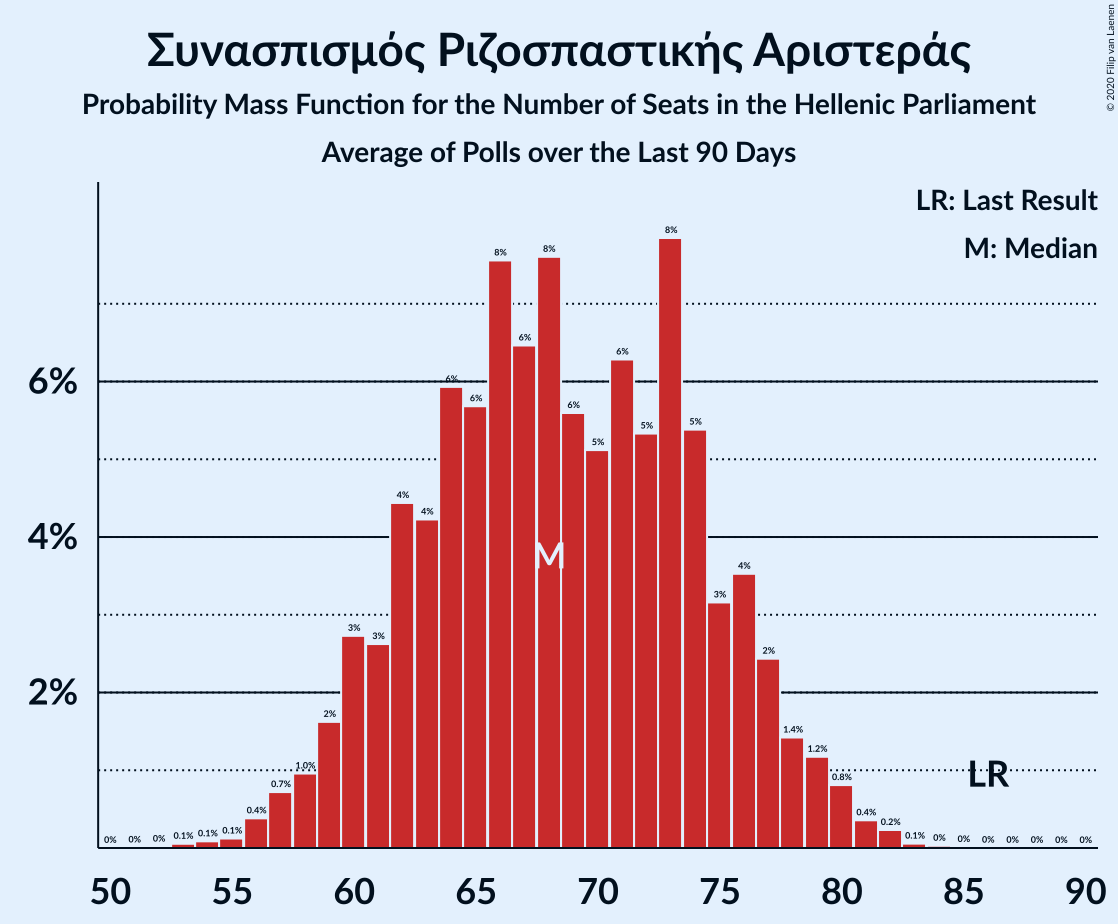 Συνασπισμός Ριζοσπαστικής Αριστεράς
Probability Mass Function for the Number of Seats in the Hellenic Parliament
Average of Polls over the Last 90 Days
© 2020 Filip van Laenen
LR: Last Result
M: Median
8%
8%
8%
6%
6%
6%
6%
6%
6%
6%
5%
5%
5%
4%
4%
4%
M
4%
3%
3%
3%
2%
2%
2%
1.4%
1.2%
1.0%
0.7%
0.8%
LR
0.4%
0.4%
0.2%
0% 0% 0% 0.1% 0.1% 0.1%
0.1% 0% 0% 0% 0% 0% 0% 0%
50 55 60 65 70 75 80 85 90